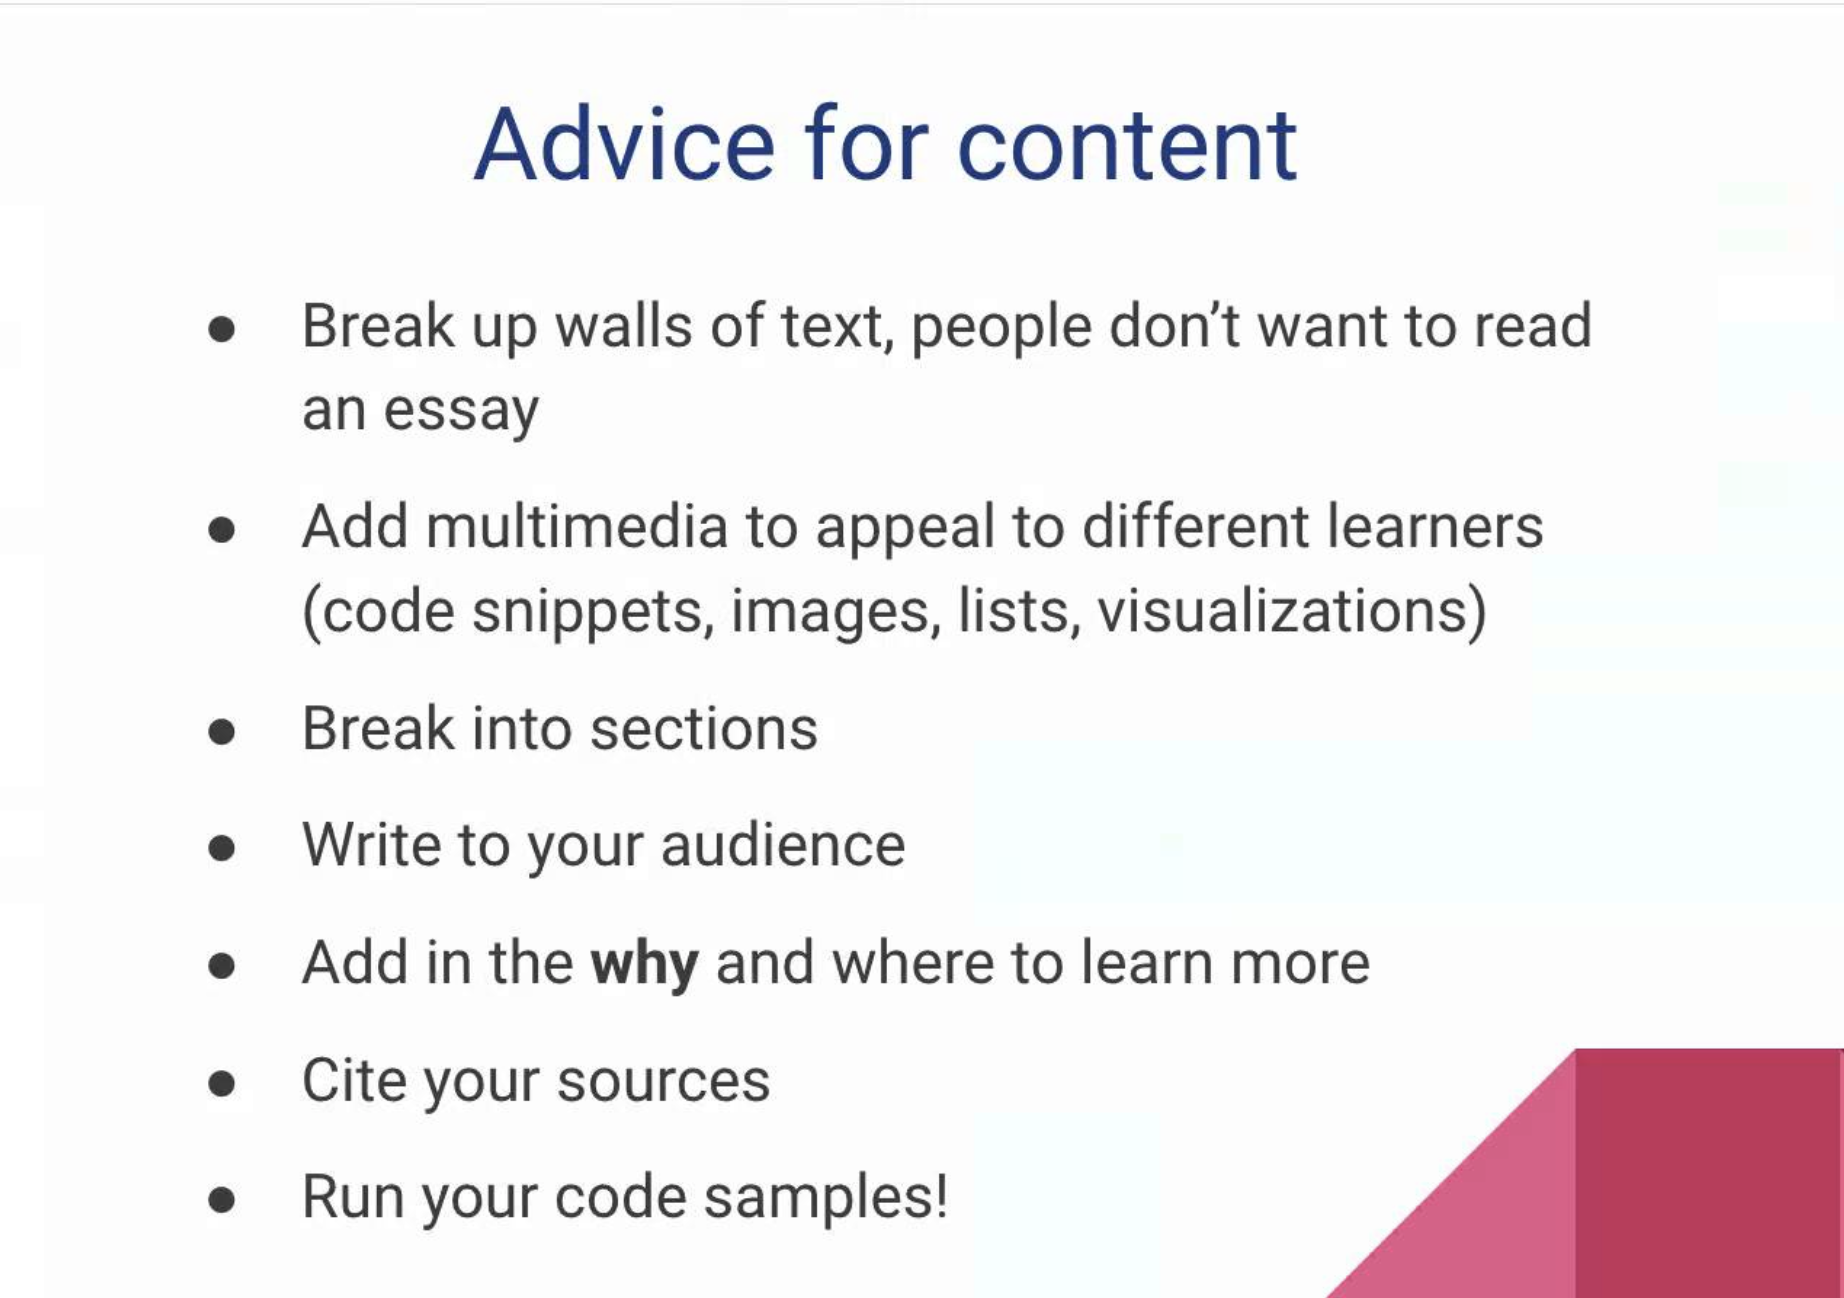 Advice for content
● Break up walls of text, people don’t want to read
an essay
● Add multimedia to appeal to different learners
(code snippets, images, lists, visualizations)
● Break into sections
● Write to your audience
● Add in the why and where to learn more
● Cite your sources
● Run your code samples!